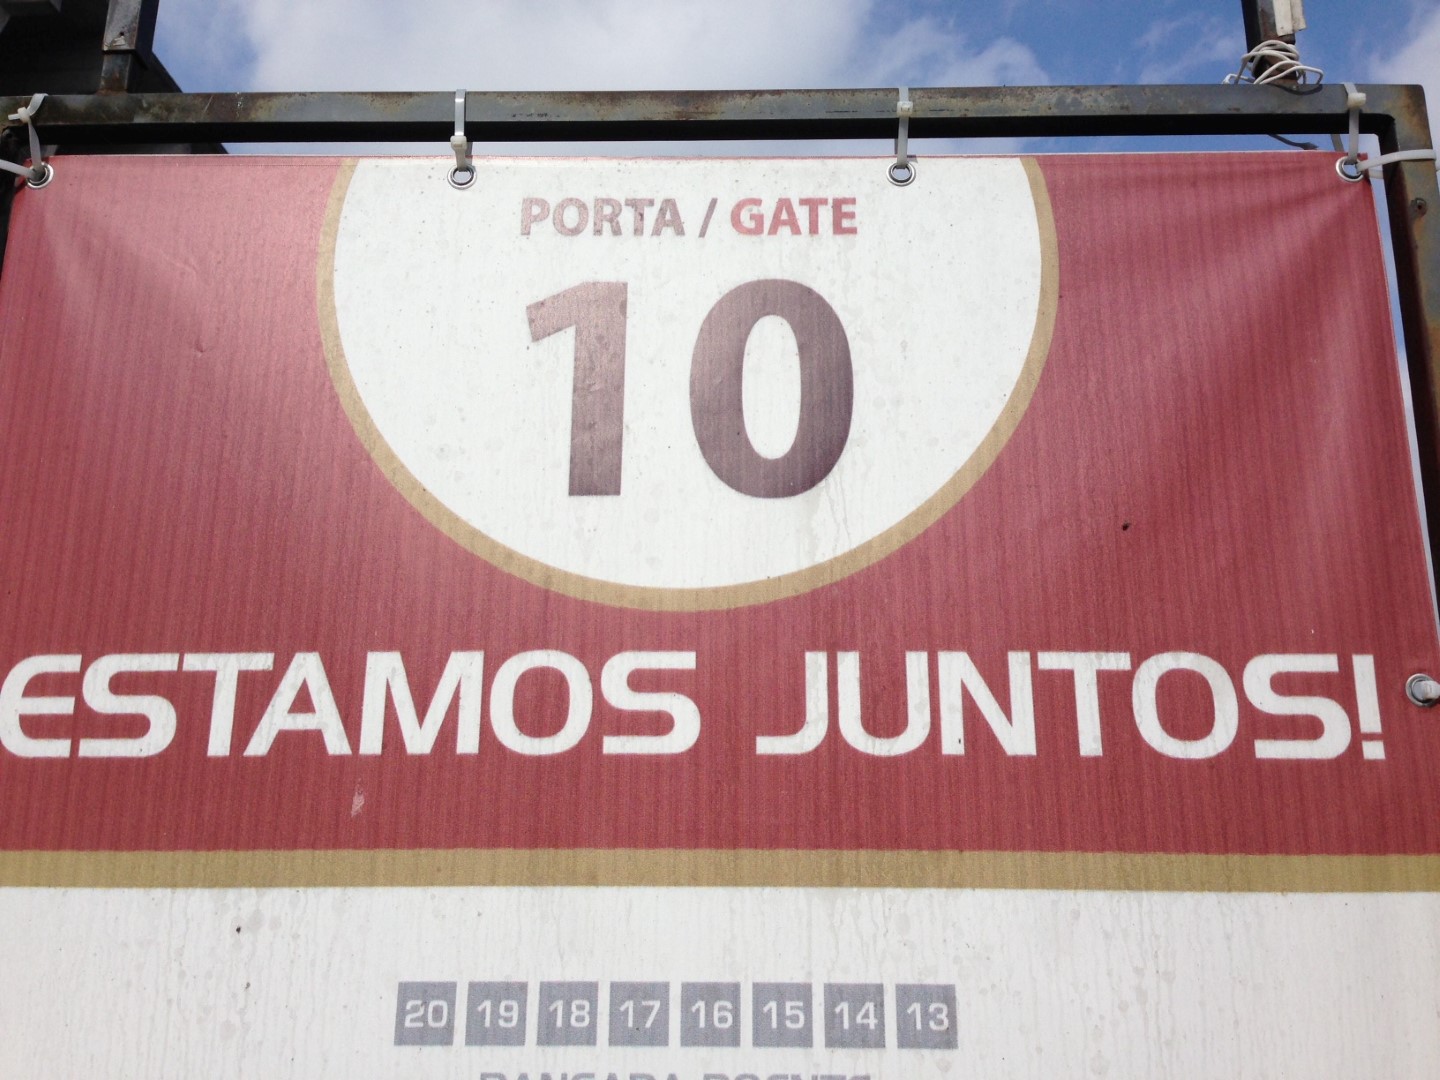 PORTA / GATE
10
ESTAMOS JUNTOS!
20 19 18 17 16 15 14 13